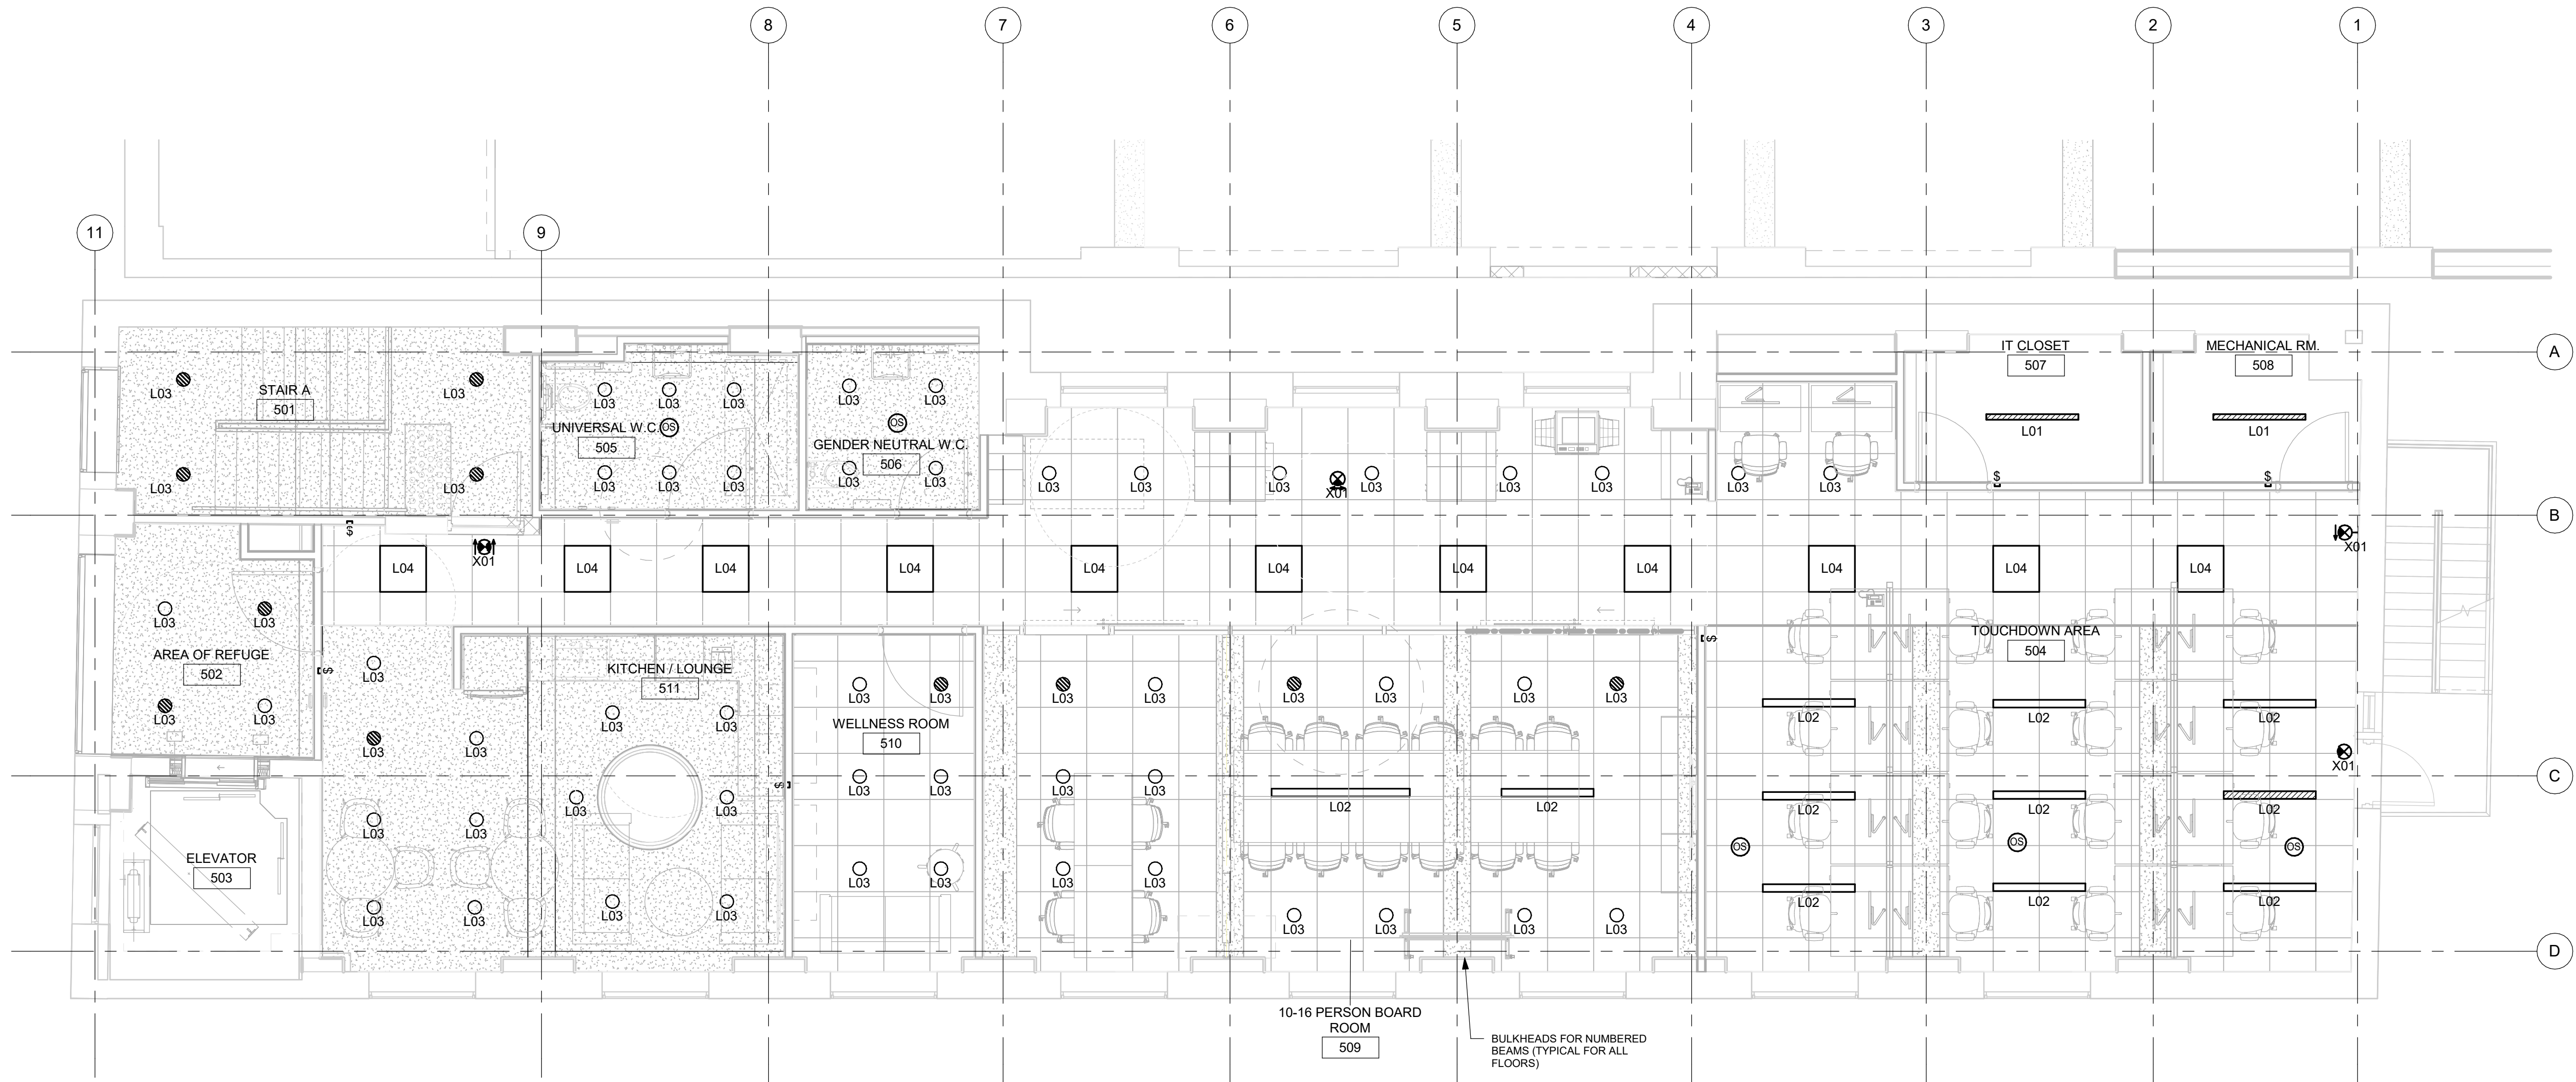 8 7 6 5 4 3 2 1
11 9
A
IT CLOSET
507
MECHANICAL RM.
508
STAIR A
501
L03 L03
L03 L03 L03
L03 L03
UNIVERSAL W.C.
505
OS
OS
GENDER NEUTRAL W.C.
506
L01 L01
L03 L03
L03 L03 L03
L03 L03
L03 L03 L03 L03 L03 L03 L03 L03
X01
$ $
B
$
X01
X01
L04 L04 L04 L04 L04 L04 L04 L04 L04 L04 L04
L03 L03
AREA OF REFUGE
502
$
L03 L03
L03
L03 L03
KITCHEN / LOUNGE
511
L03 L03
L03 L03
L03 L03
L03 L03
L03 L03
L03 L03
$
WELLNESS ROOM
510
L03 L03
L03 L03
L03 L03
L03 L03
L03 L03
L03 L03
L03 L03 L03 L03
$
TOUCHDOWN AREA
504
L02 L02 L02
X01
C
L02 L02
L02 L02 L02
OS OS OS
L02 L02 L02
ELEVATOR
503
L03 L03 L03 L03
D
10-16 PERSON BOARD
ROOM
509
BULKHEADS FOR NUMBERED
BEAMS (TYPICAL FOR ALL
FLOORS)